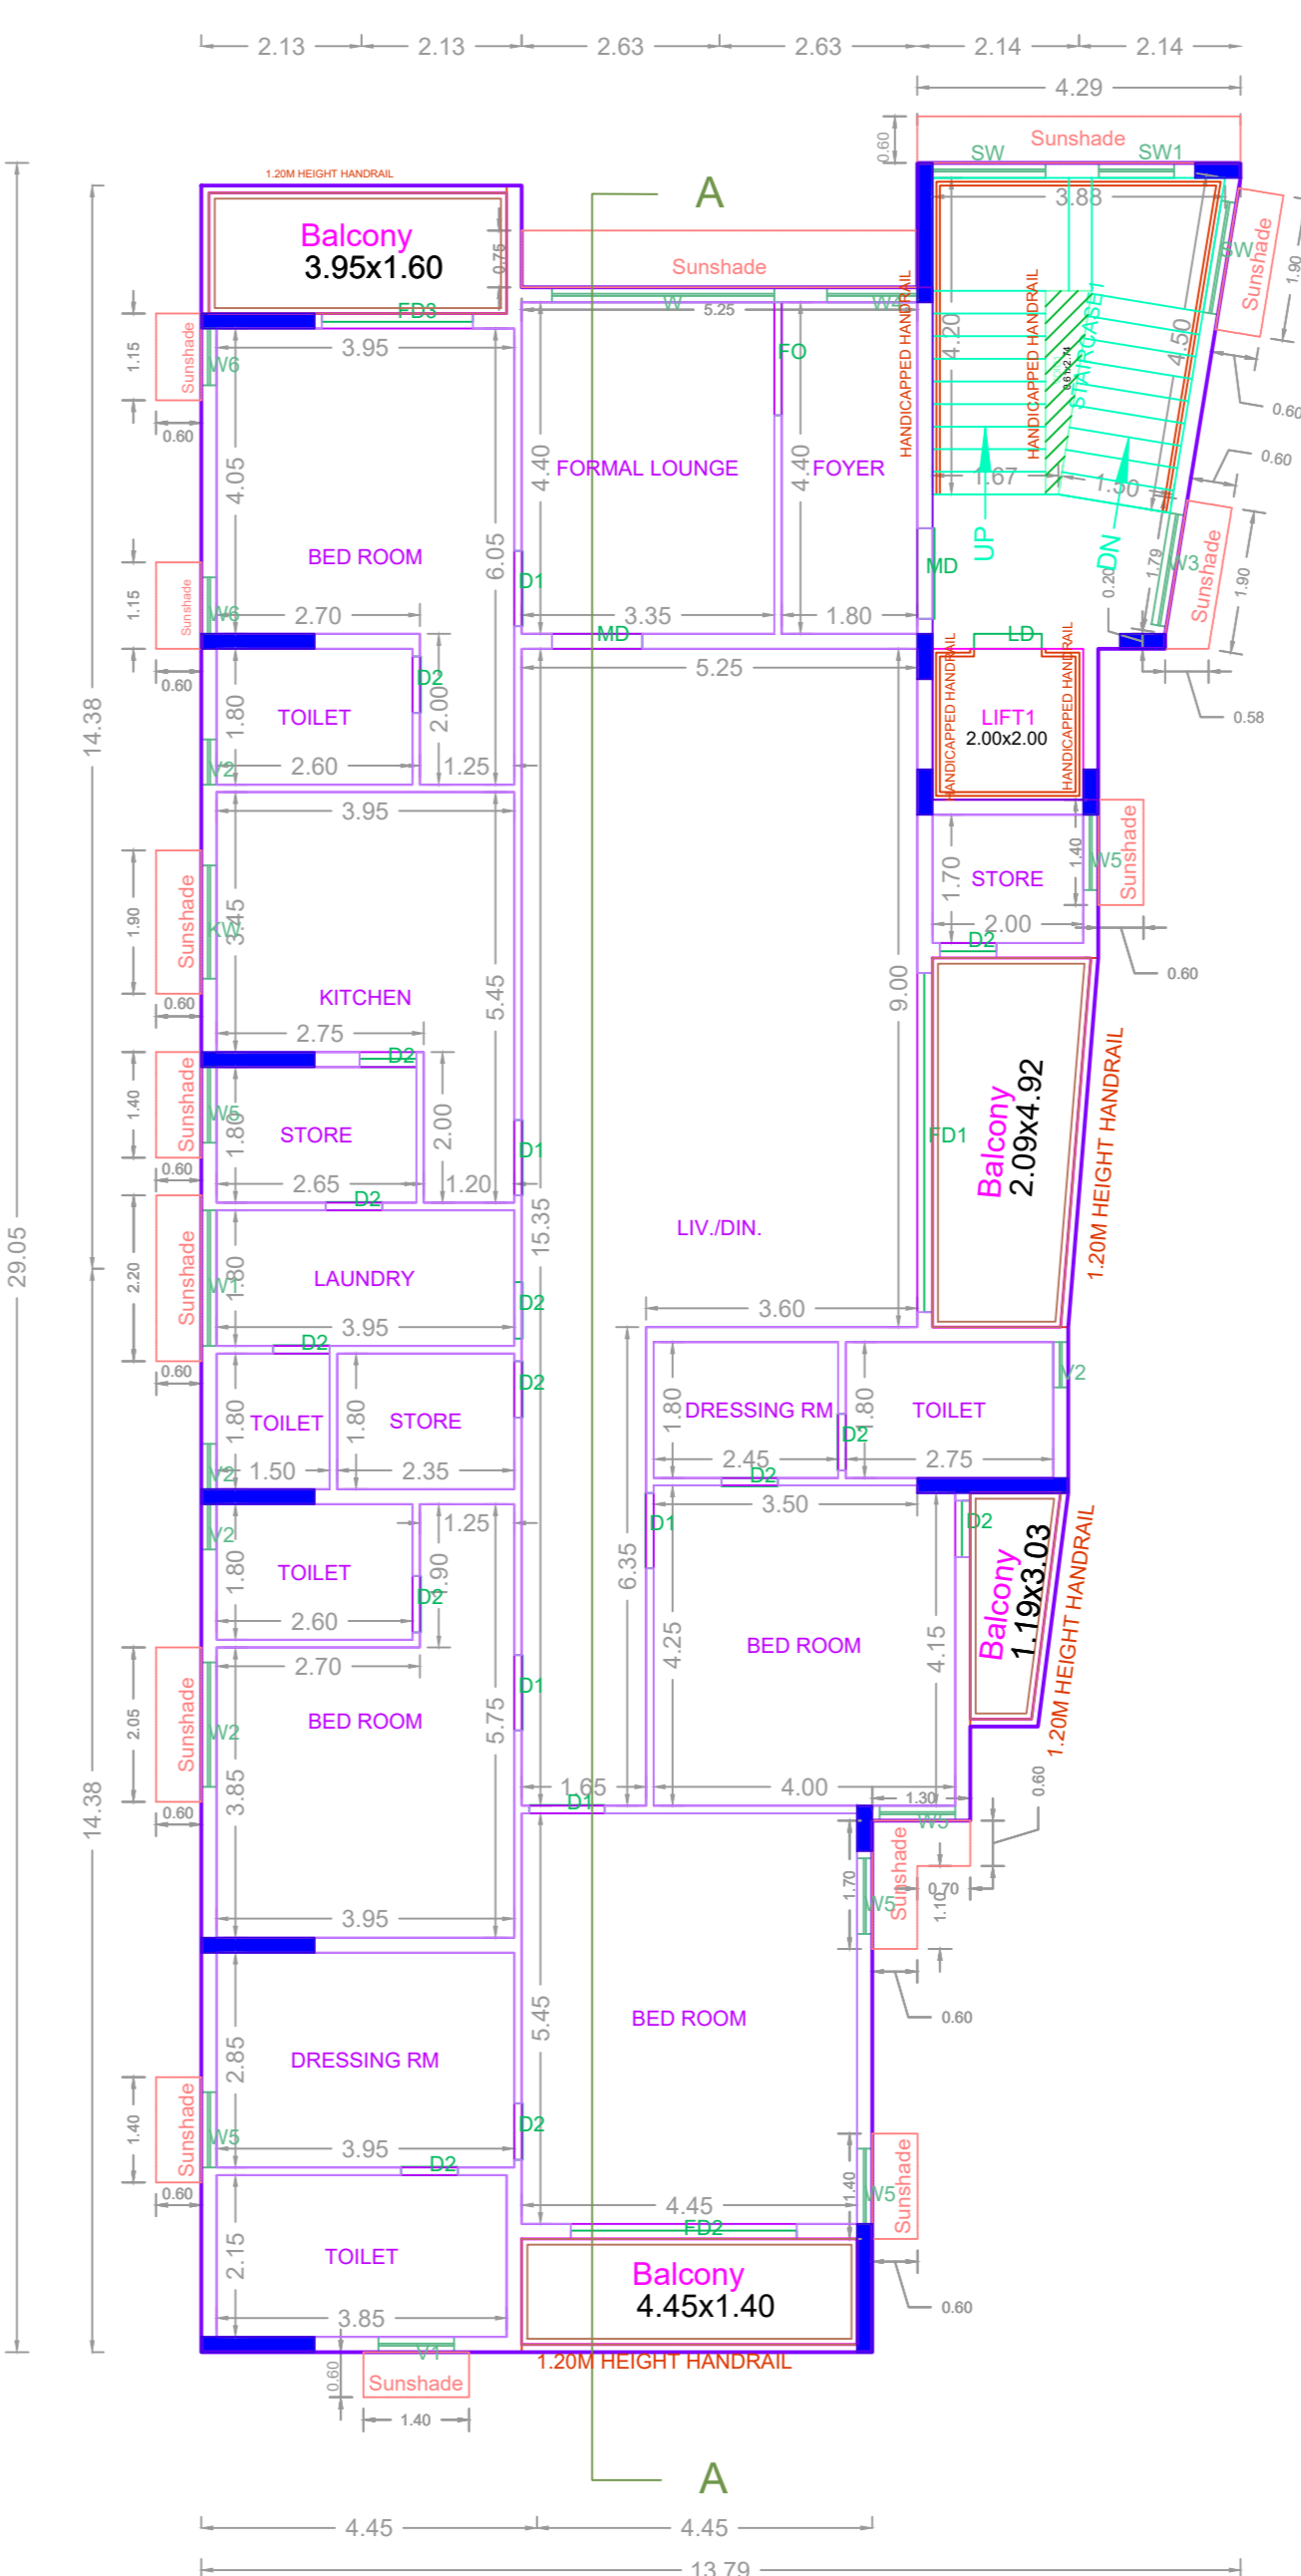 2.13 2.13 2.63 2.63 2.14 2.14
4.29
0.60
Sunshade
SW SW1
1.20M HEIGHT HANDRAIL
A
3.88
Balcony
3.95x1.60
0.75
Sunshade
Sunshade
SW
1.90
FD3
W
5.25
HANDICAPPED HANDRAIL
HANDICAPPED HANDRAIL
4.20
STAIRCASE1
4.50
1.15
Sunshade
W6
3.95
FO
0.60
0.60
0.60
4.05
4.40
FORMAL LOUNGE
4.40
FOYER
1.67
1.50
0.60
BED ROOM
6.05
D1
MD
UP
DN
0.20
1.79
W3
Sunshade
1.90
1.15
Sunshade
W6
2.70
3.35
1.80
MD
LD
5.25
0.60
D2
HANDICAPPED HANDRAIL
HANDICAPPED HANDRAIL
1.80
TOILET
2.00
LIFT1
2.00x2.00
0.58
14.38
V2
2.60
1.25
3.95
1.90
Sunshade
KW
3.45
1.70
STORE
1.40
W5
Sunshade
2.00
D2
0.60
0.60
KITCHEN
5.45
9.00
2.75
D2
1.40
Sunshade
W5
1.80
STORE
2.00
D1
FD1
Balcony
2.09x4.92
1.20M HEIGHT HANDRAIL
0.60
2.65
1.20
D2
29.05
15.35
LIV./DIN.
2.20
Sunshade
W1
1.80
LAUNDRY
D2
3.95
3.60
D2
0.60
D2
1.80
TOILET
1.80
STORE
1.80
DRESSING RM
1.80
TOILET
V2
D2
V2
1.50
2.35
2.45
D2
2.75
3.50
V2
1.25
D1
D2
1.80
TOILET
1.90
D2
6.35
Balcony
1.19x3.03
1.20M HEIGHT HANDRAIL
2.60
4.25
BED ROOM
4.15
2.70
2.05
Sunshade
W2
BED ROOM
5.75
D1
14.38
3.85
1.65
D1
4.00
1.30
W5
0.60
0.60
1.70
Sunshade
W5
0.70
1.10
3.95
0.60
2.85
DRESSING RM
5.45
BED ROOM
1.40
Sunshade
W5
3.95
D2
D2
1.40
W5
Sunshade
0.60
4.45
FD2
2.15
TOILET
Balcony
4.45x1.40
0.60
3.85
V1
1.20M HEIGHT HANDRAIL
0.60
Sunshade
1.40
A
4.45 4.45
13.79